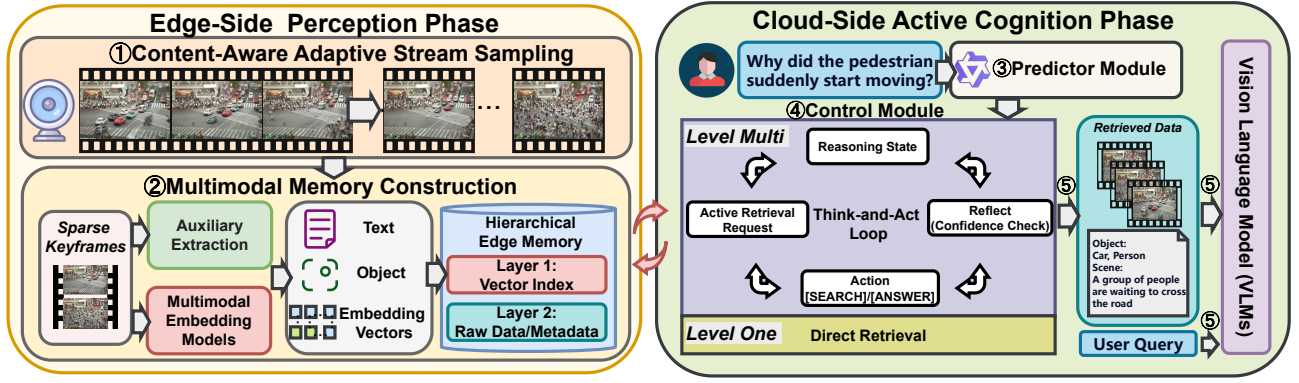 Edge-Side Perception Phase
①Content-Aware Adaptive Stream Sampling
...
②Multimodal Memory Construction
Sparse
Keyframes
Auxiliary
Extraction
Multimodal
Embedding
Models
Text
Object
Embedding
Vectors
Hierarchical
Edge Memory
Layer 1:
Vector Index
Layer 2:
Raw Data/Metadata
Cloud-Side Active Cognition Phase
Why did the pedestrian
suddenly start moving?
③Predictor Module
④Control Module
Level Multi
Reasoning State
Active Retrieval
Request
Think-and-Act
Loop
Reflect
(Confidence Check)
Action
[SEARCH]/[ANSWER]
Level One
Direct Retrieval
⑤
Retrieved Data
Object:
Car, Person
Scene:
A group of people
are waiting to cross
the road
⑤
User Query
⑤
Vision Language Model (VLMs)